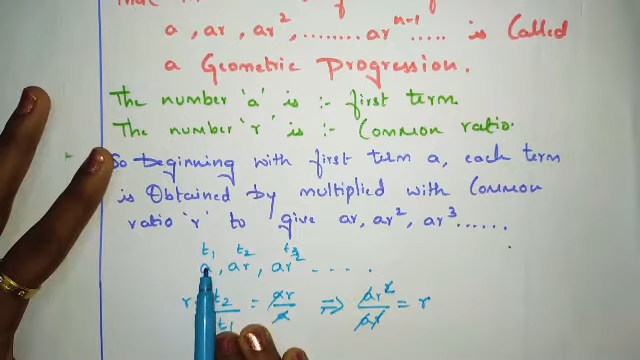 a, ar, ar², ........ ar^(n-1) ..... is Called
a Geometric Progression.
The number 'a' is :- first term.
The number 'r' is :- Common ratio.
So beginning with first term a, each term
is Obtained by multiplied with Common
ratio 'r' to give ar, ar², ar³ ......
t₁ t₂ t₃
a, ar, ar² - - - - .
r t₂/t₁ = ar/a ⇒ ar²/ar = r